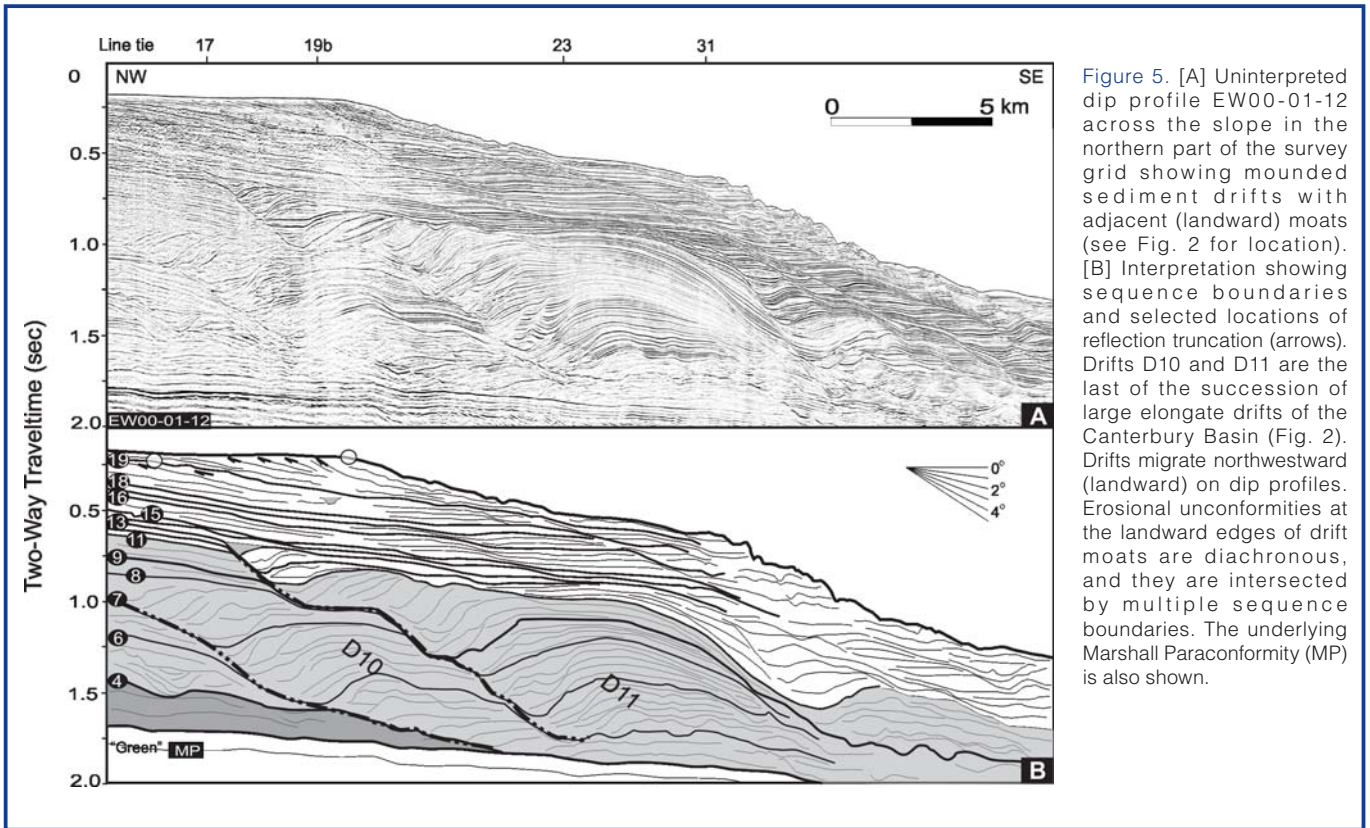 Line tie 17 19b 23 31
0 NW SE
0 5 km
0.5
1.0
1.5
2.0
EW00-01-12 A
Two-Way Traveltime (sec)
19
18
16
15
13
11
9
8
7
6
4
0.5
1.0
1.5
2.0
0°
2°
4°
D10
D11
"Green" MP
B
Figure 5. [A] Uninterpreted
dip profile EW00-01-12
across the slope in the
northern part of the survey
grid showing mounded
sediment drifts with
adjacent (landward) moats
(see Fig. 2 for location).
[B] Interpretation showing
sequence boundaries
and selected locations of
reflection truncation (arrows).
Drifts D10 and D11 are the
last of the succession of
large elongate drifts of the
Canterbury Basin (Fig. 2).
Drifts migrate northwestward
(landward) on dip profiles.
Erosional unconformities at
the landward edges of drift
moats are diachronous,
and they are intersected
by multiple sequence
boundaries. The underlying
Marshall Paraconformity (MP)
is also shown.